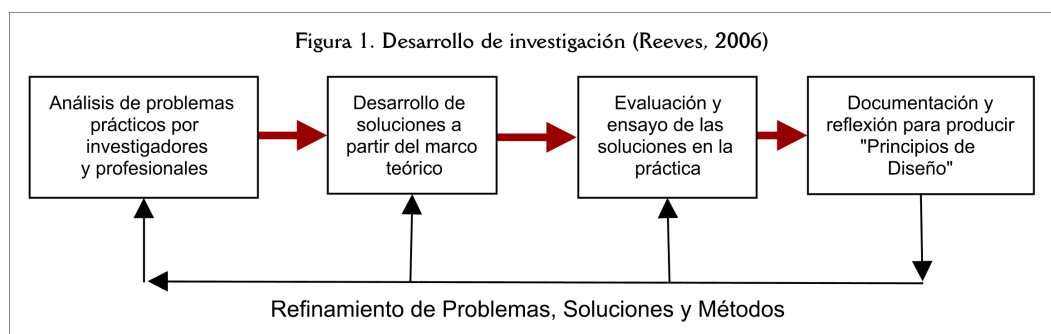 Figura 1. Desarrollo de investigación (Reeves, 2006)
Análisis de problemas
prácticos por
investigadores
y profesionales
Desarrollo de
soluciones a
partir del marco
teórico
Evaluación y
ensayo de las
soluciones en la
práctica
Documentación y
reflexión para producir
"Principios de
Diseño"
Refinamiento de Problemas, Soluciones y Métodos